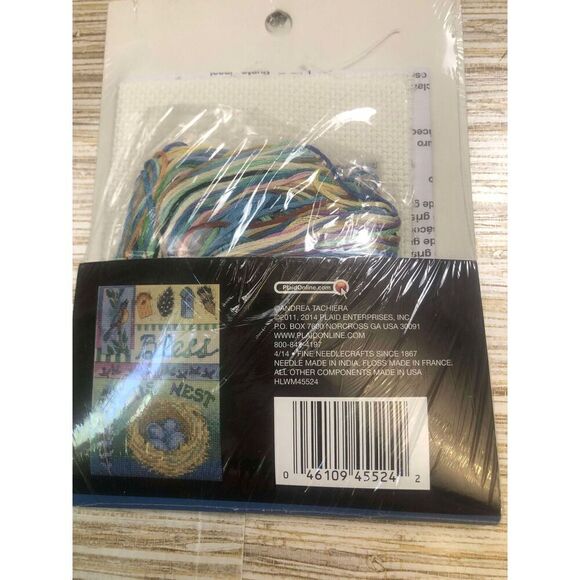 PlaidOnline.com
©ANDREA TACHIERA
©2011, 2014 PLAID ENTERPRISES, INC.
P.O. BOX 7600 NORCROSS GA USA 30091
WWW.PLAIDONLINE.COM
800-842-4197
4/14 • FINE NEEDLECRAFTS SINCE 1867
NEEDLE MADE IN INDIA. FLOSS MADE IN FRANCE.
ALL OTHER COMPONENTS MADE IN USA
HLWM45524
Bless
NEST
0 46109 45524 2